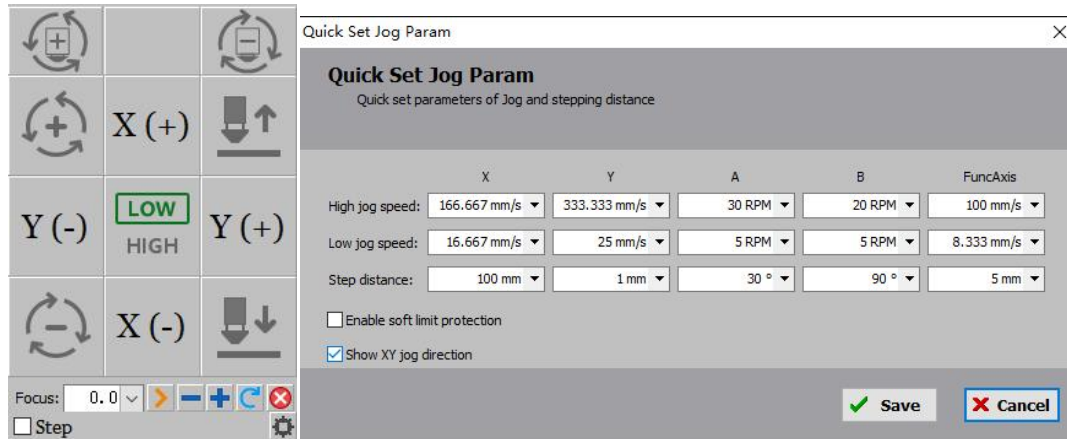 X (+)
Y (-)
LOW
HIGH
Y (+)
X (-)
Focus: 0.0
Step
Quick Set Jog Param
Quick Set Jog Param
Quick set parameters of Jog and stepping distance
X Y A B FuncAxis
High jog speed: 166.667 mm/s 333.333 mm/s 30 RPM 20 RPM 100 mm/s
Low jog speed: 16.667 mm/s 25 mm/s 5 RPM 5 RPM 8.333 mm/s
Step distance: 100 mm 1 mm 30 ° 90 ° 5 mm
Enable soft limit protection
Show XY jog direction
Save Cancel